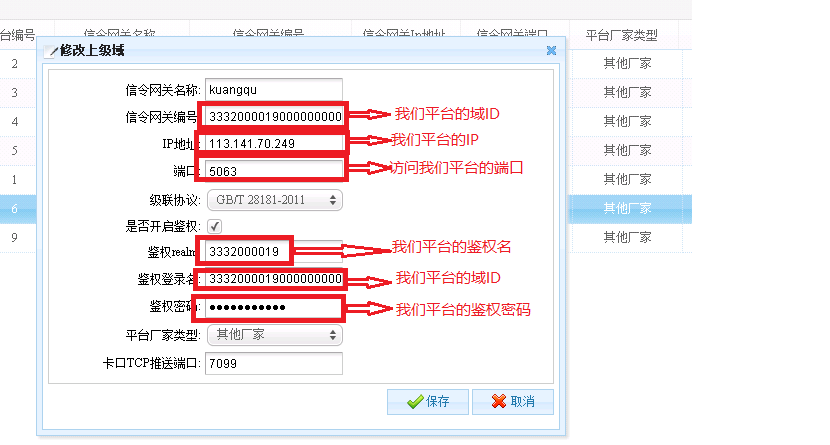 台编号 信令网关名称 信令网关编号 信令网关Ip地址 信令网关端口 平台厂家类型
修改上级域
2 其他厂家
3 其他厂家
4 其他厂家
5 其他厂家
1 其他厂家
6 其他厂家
9 其他厂家
信令网关名称: kuangqu
信令网关编号: 3332000019000000000 我们平台的域ID
IP地址: 113.141.70.249 我们平台的IP
端口: 5063 访问我们平台的端口
级联协议: GB/T 28181-2011
是否开启鉴权:
鉴权realm 3332000019 我们平台的鉴权名
鉴权登录名: 3332000019000000000 我们平台的域ID
鉴权密码: ●●●●●●●●●●● 我们平台的鉴权密码
平台厂家类型: 其他厂家
卡口TCP推送端口: 7099
保存 取消